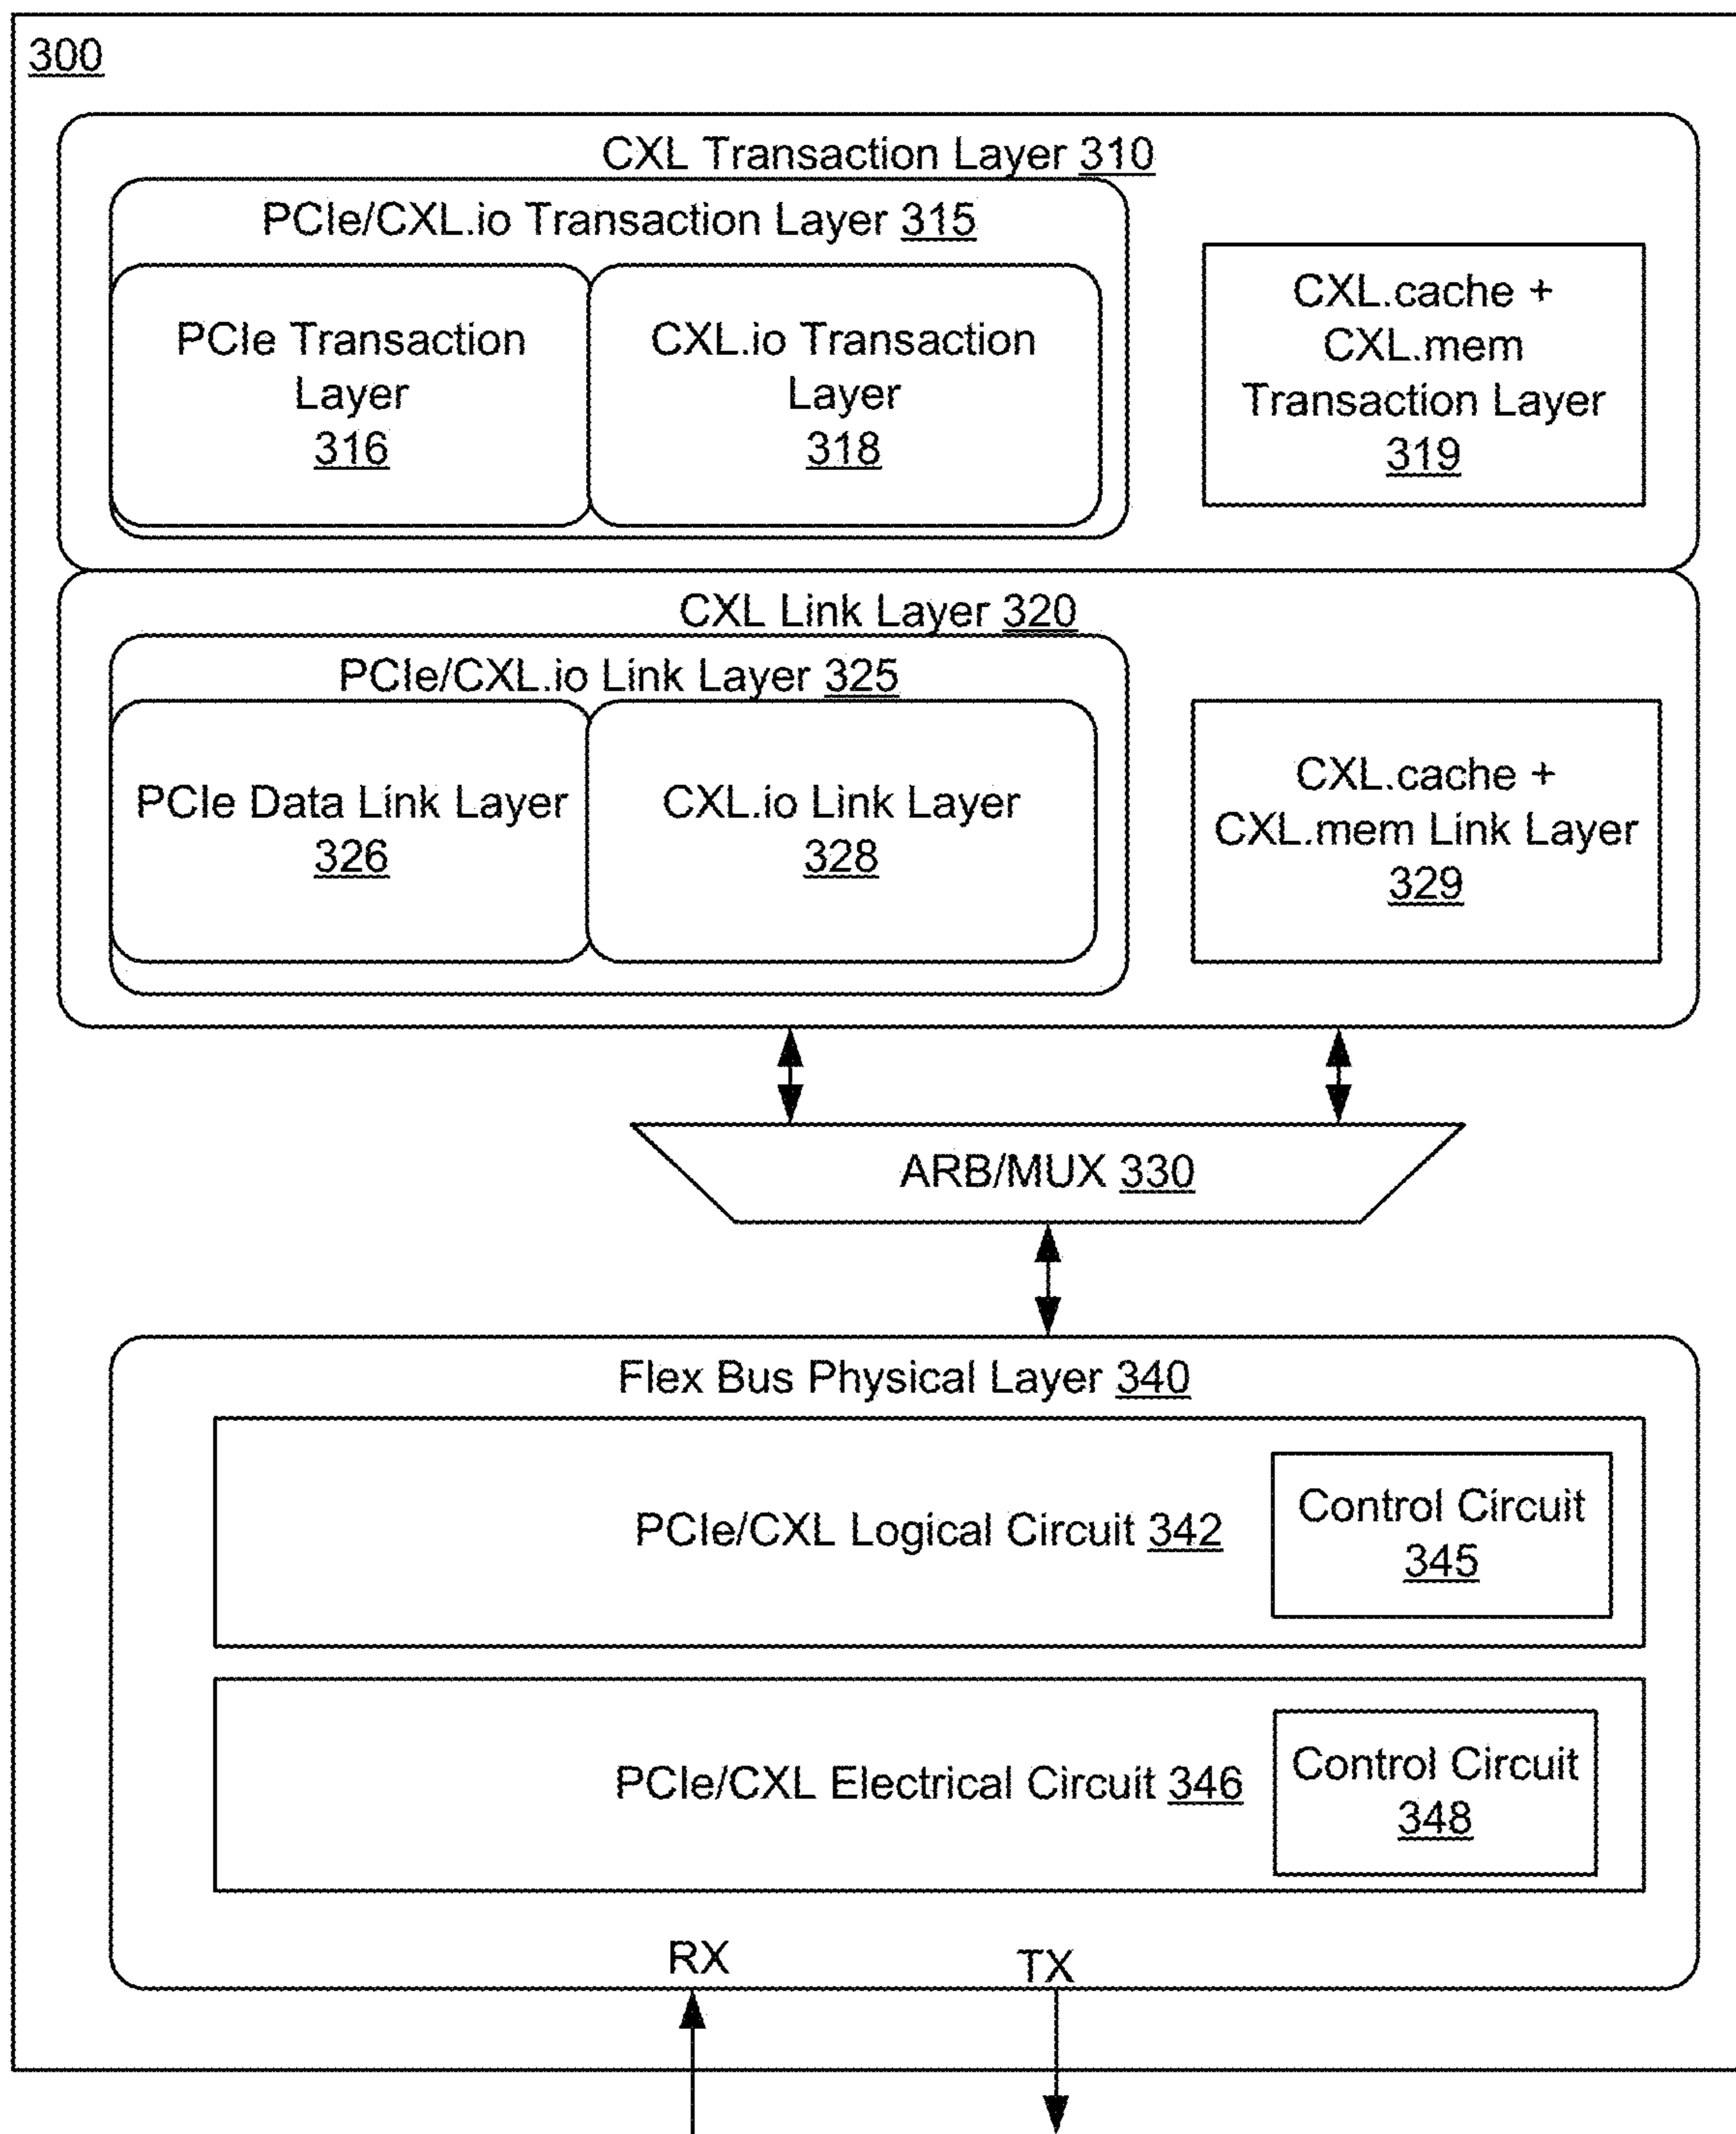 300
CXL Transaction Layer 310
PCIe/CXL.io Transaction Layer 315
PCIe Transaction
Layer
316
CXL.io Transaction
Layer
318
CXL.cache +
CXL.mem
Transaction Layer
319
CXL Link Layer 320
PCIe/CXL.io Link Layer 325
PCIe Data Link Layer
326
CXL.io Link Layer
328
CXL.cache +
CXL.mem Link Layer
329
ARB/MUX 330
Flex Bus Physical Layer 340
PCIe/CXL Logical Circuit 342
Control Circuit
345
PCIe/CXL Electrical Circuit 346
Control Circuit
348
RX
TX